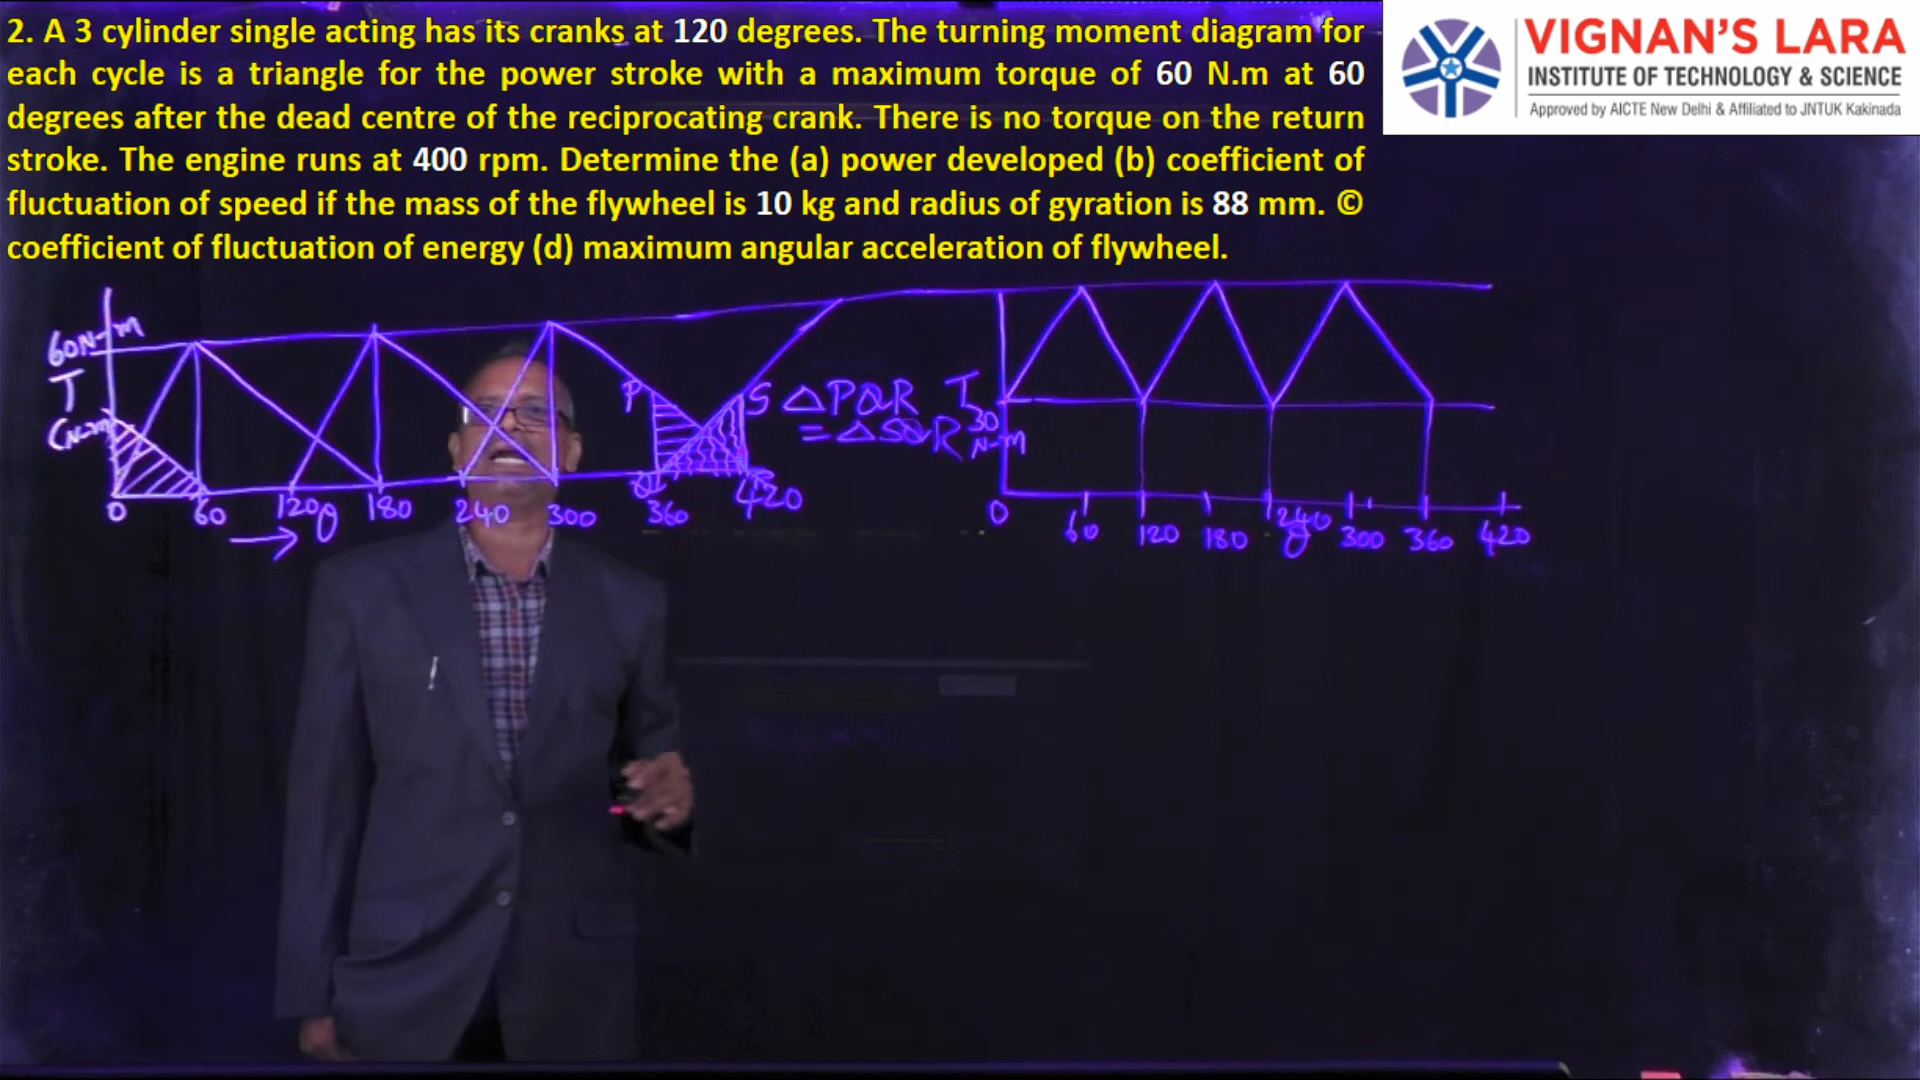 2. A 3 cylinder single acting has its cranks at 120 degrees. The turning moment diagram for
each cycle is a triangle for the power stroke with a maximum torque of 60 N.m at 60
degrees after the dead centre of the reciprocating crank. There is no torque on the return
stroke. The engine runs at 400 rpm. Determine the (a) power developed (b) coefficient of
fluctuation of speed if the mass of the flywheel is 10 kg and radius of gyration is 88 mm. ©
coefficient of fluctuation of energy (d) maximum angular acceleration of flywheel.
VIGNAN'S LARA
INSTITUTE OF TECHNOLOGY & SCIENCE
Approved by AICTE New Delhi & Affiliated to JNTUK Kakinada
60N-m
T
(N-m)
P
S
△PQR
= △SQR
T
30
N-m
Q
R
0 60 120 θ 180 240 300 360 420
→
0 60 120 180 240 θ 300 360 420